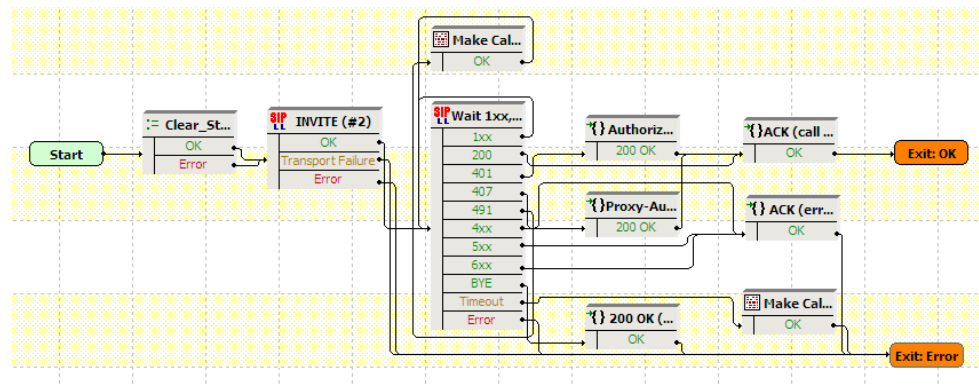 Make Cal...
OK
Start
:= Clear_St...
OK
Error
SIP LL INVITE (#2)
OK
Transport Failure
Error
SIP LL Wait 1xx,...
1xx
200
401
407
491
4xx
5xx
6xx
BYE
Timeout
Error
{} Authoriz...
200 OK
{}Proxy-Au...
200 OK
{} 200 OK (...
OK
{}ACK (call ...
OK
{} ACK (err...
OK
Make Cal...
OK
Exit: OK
Exit: Error